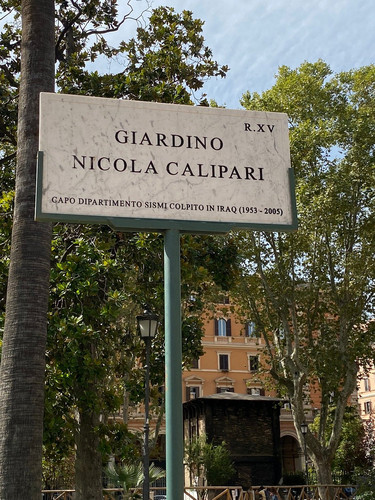 R.XV
GIARDINO
NICOLA CALIPARI
CAPO DIPARTIMENTO SISMI COLPITO IN IRAQ (1953 - 2005)